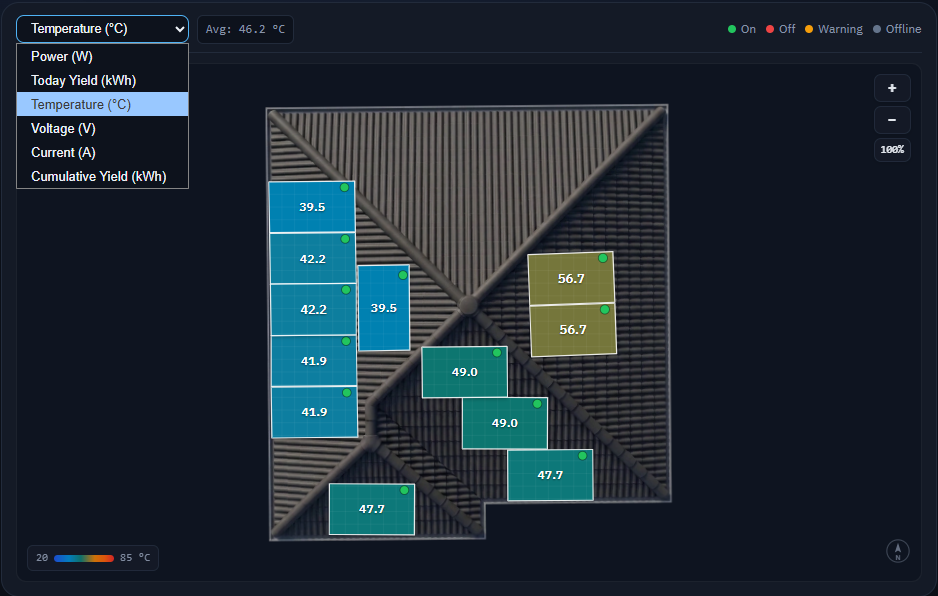 Temperature (°C)
Avg: 46.2 °C
On
Off
Warning
Offline
Power (W)
Today Yield (kWh)
Temperature (°C)
Voltage (V)
Current (A)
Cumulative Yield (kWh)
+
−
100%
39.5
42.2
42.2
41.9
41.9
39.5
56.7
56.7
49.0
49.0
47.7
47.7
20
85 °C
N